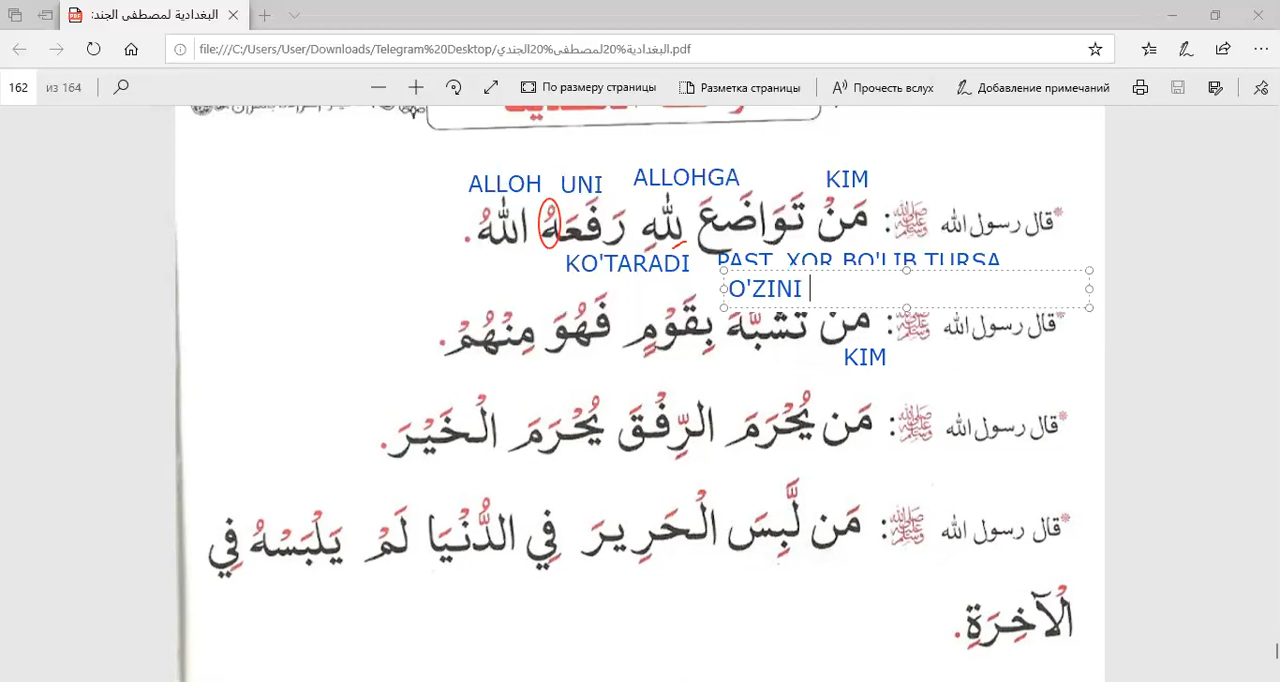 البغدادية لمصطفى الجند:
file:///C:/Users/User/Downloads/Telegram%20Desktop/البغدادية%20لمصطفى%20الجندي.pdf
162 из 164 По размеру страницы Разметка страницы Прочесть вслух Добавление примечаний
ALLOH UNI ALLOHGA KIM
*قال رسول الله ﷺ: مَنْ تَوَاضَعَ لِلّٰهِ رَفَعَهُ اللّٰهُ.
KO'TARADI PAST, XOR BO'LIB TURSA
O'ZINI
*قال رسول الله ﷺ: مَنْ تَشَبَّهَ بِقَوْمٍ فَهُوَ مِنْهُمْ.
KIM
*قال رسول الله ﷺ: مَن يُحْرَمَ الرِّفْقَ يُحْرَمَ الْخَيْرَ.
*قال رسول الله ﷺ: مَن لَّبِسَ الْحَرِيرَ فِي الدُّنْيَا لَمْ يَلْبَسْهُ فِي
الْآخِرَةِ.